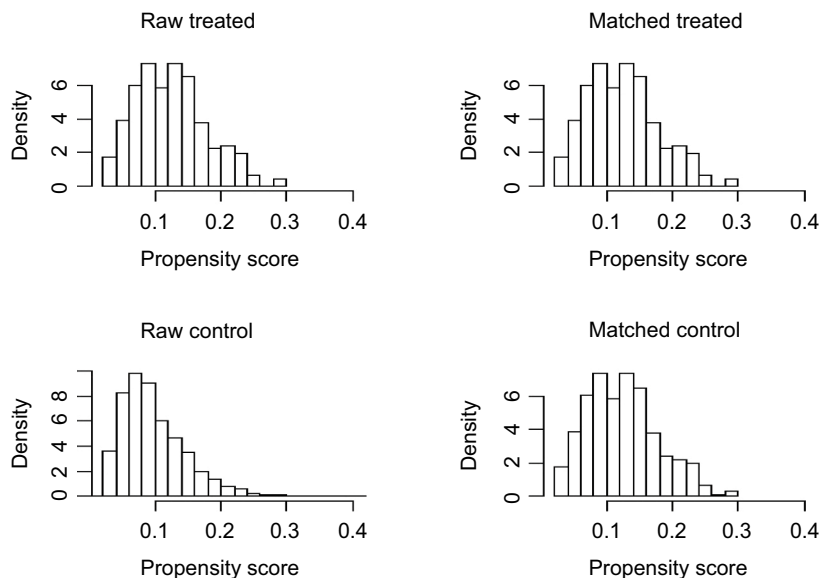 Raw treated
Density
6
4
2
0
0.1 0.2 0.3 0.4
Propensity score
Matched treated
Density
6
4
2
0
0.1 0.2 0.3 0.4
Propensity score
Raw control
Density
8
6
4
2
0
0.1 0.2 0.3 0.4
Propensity score
Matched control
Density
6
4
2
0
0.1 0.2 0.3 0.4
Propensity score